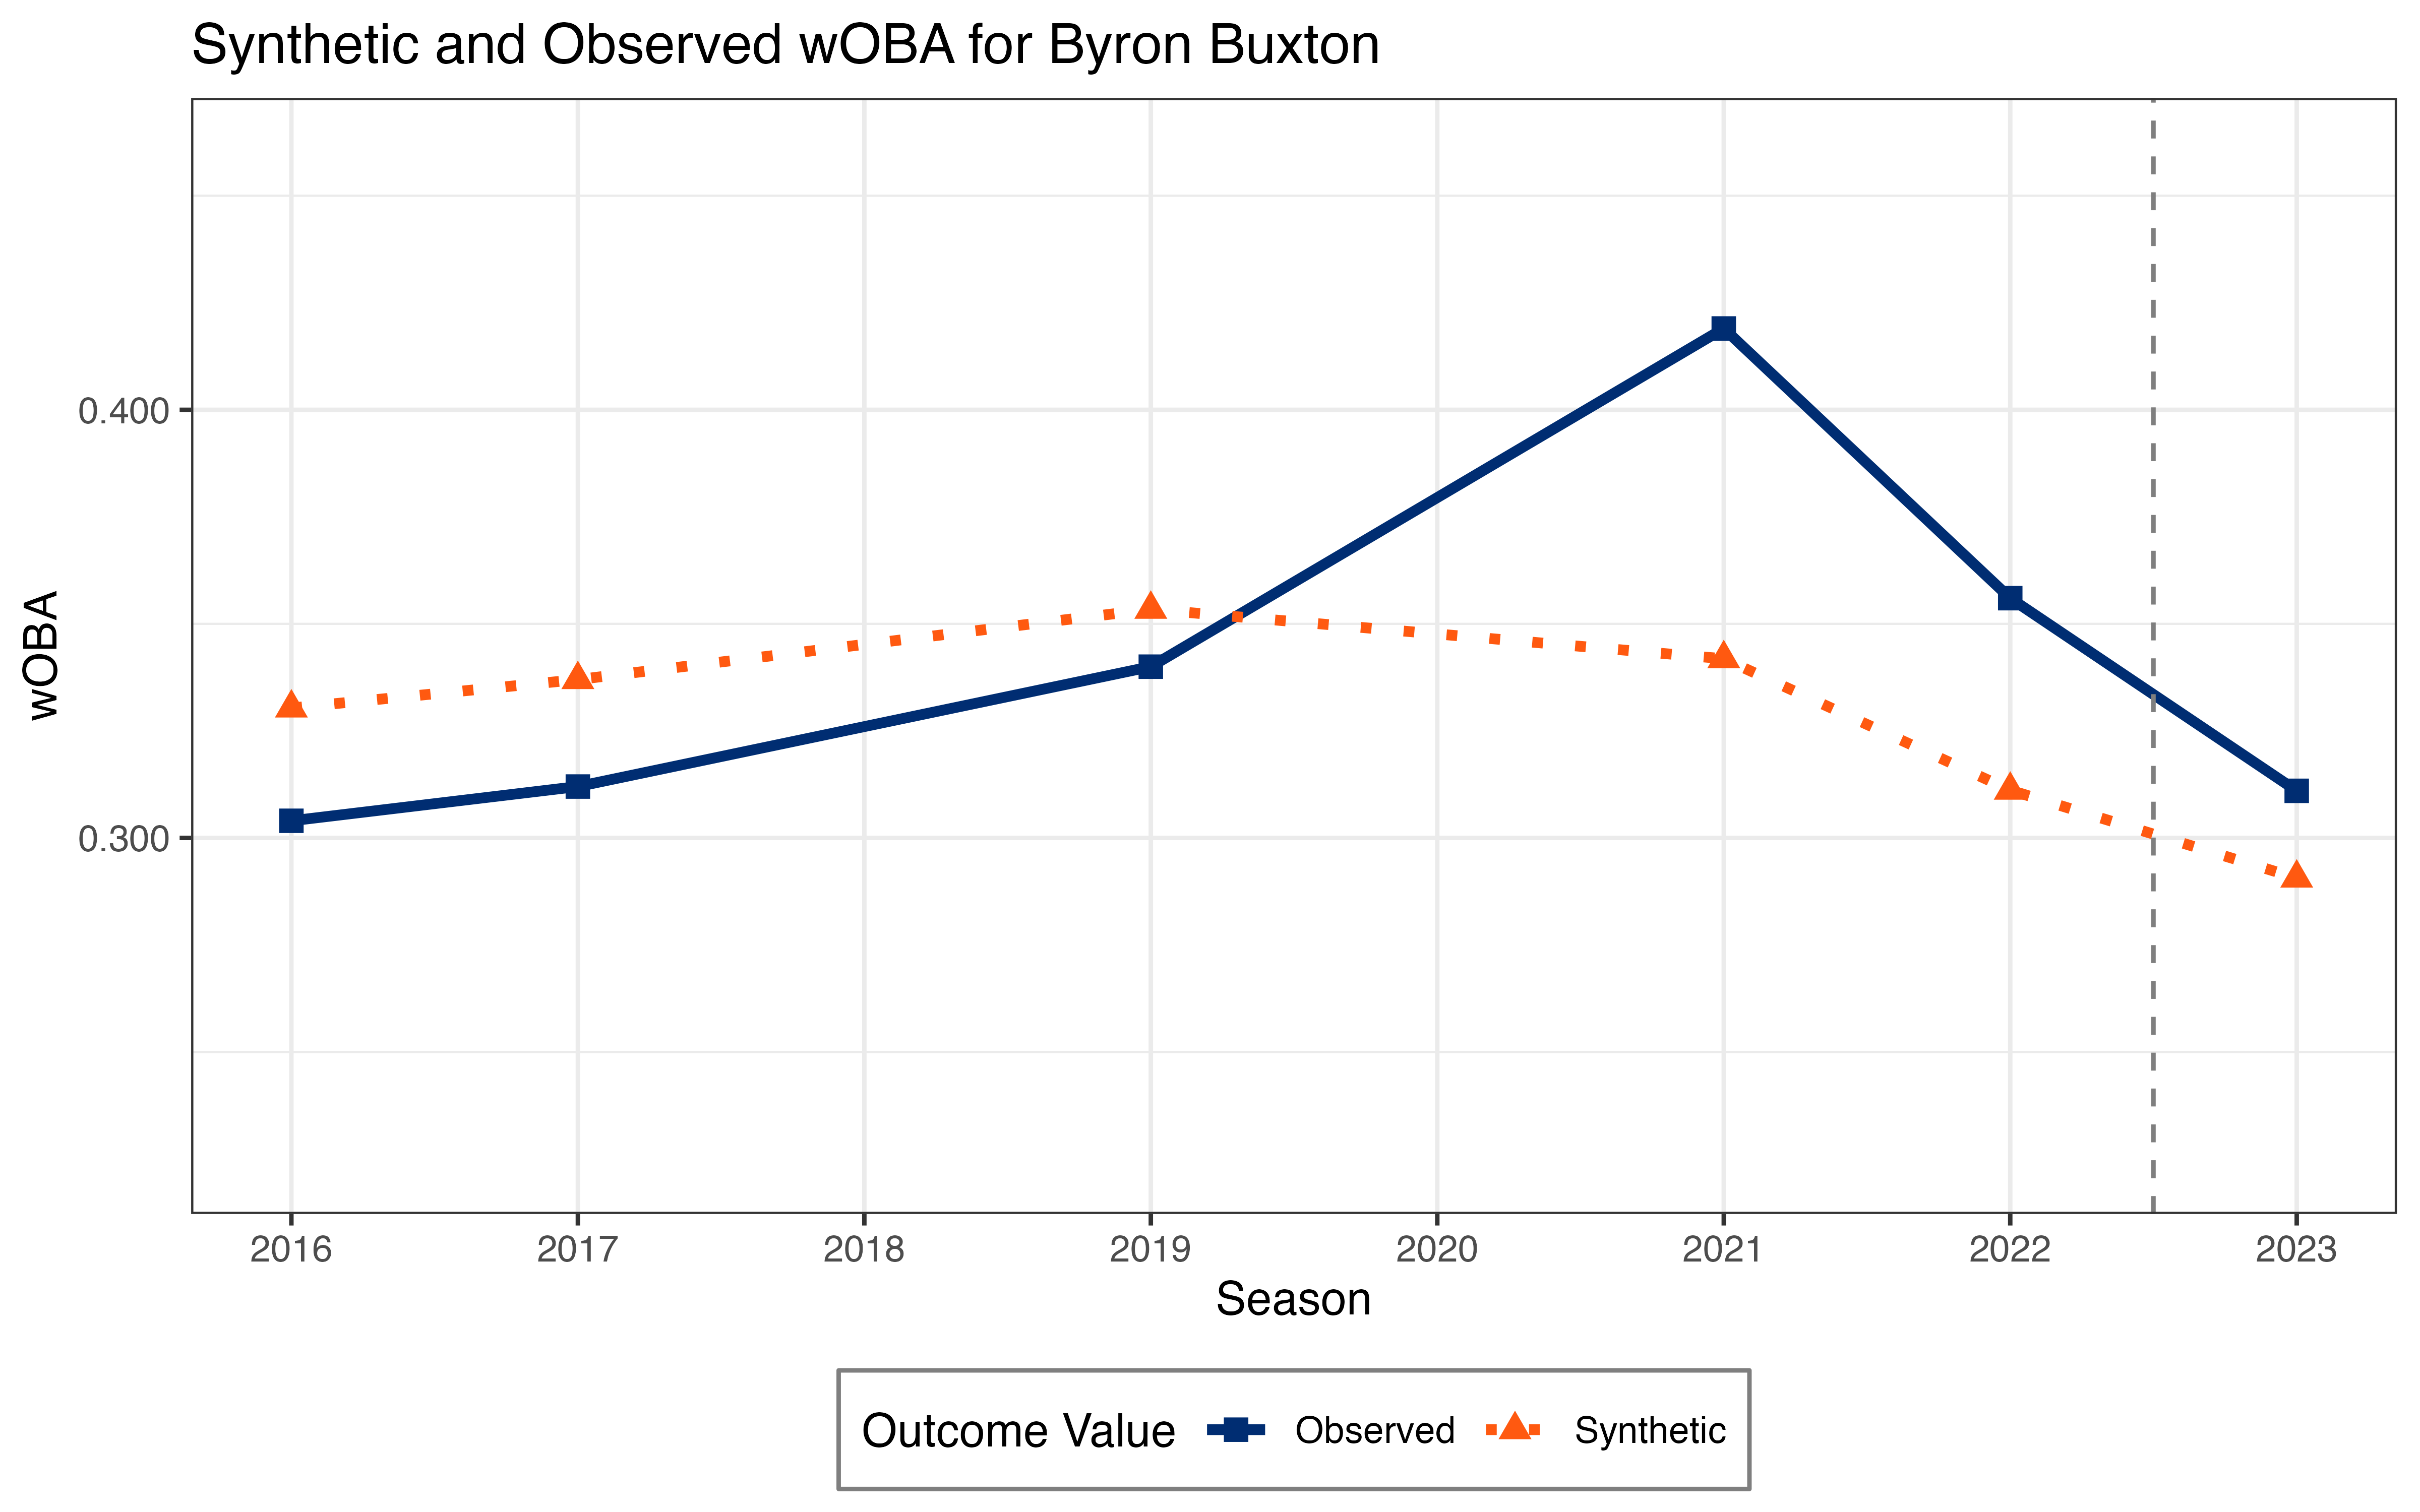 Synthetic and Observed wOBA for Byron Buxton
wOBA
0.400
0.300
2016 2017 2018 2019 2020 2021 2022 2023
Season
Outcome Value Observed Synthetic